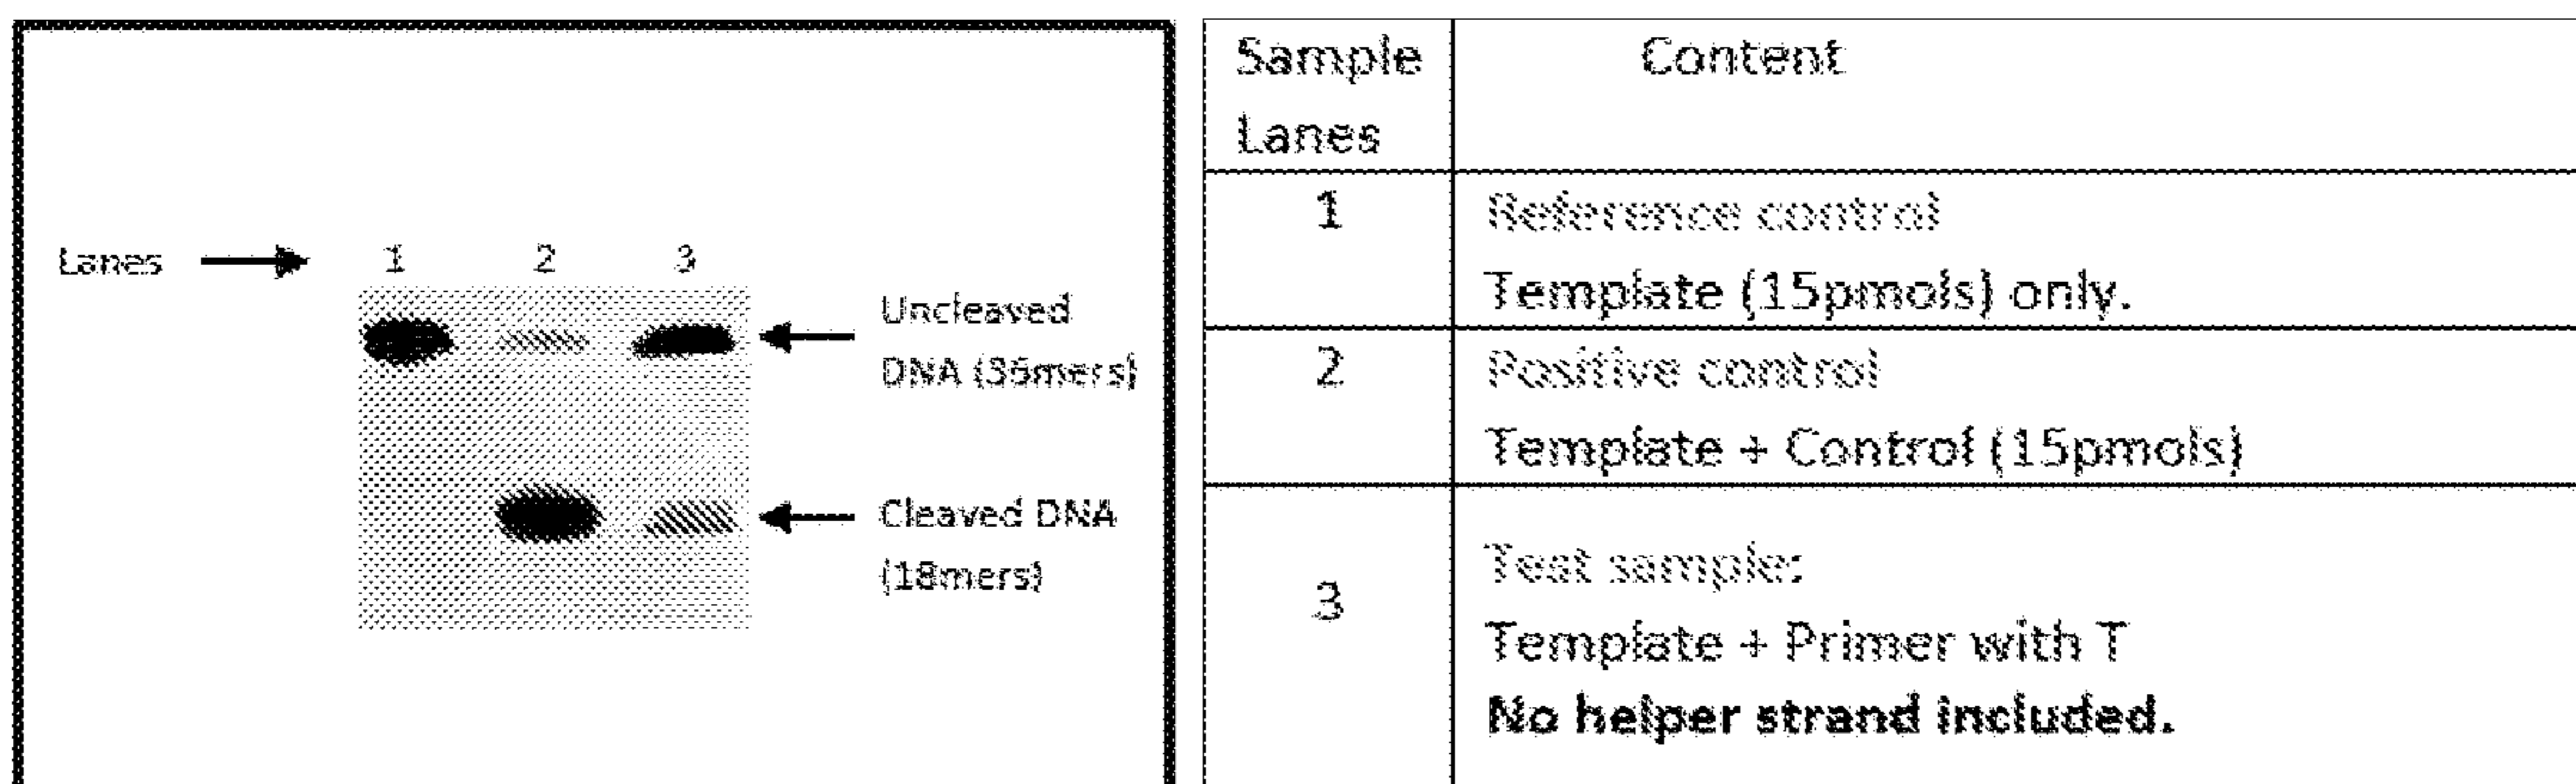 Lanes 1 2 3
Uncleaved
DNA (36mers)
Cleaved DNA
(18mers)
Sample Content
Lanes
1 Reference control
Template (15pmols) only.
2 Positive control
Template + Control (15pmols)
Test sample:
3
Template + Primer with T
No helper strand included.